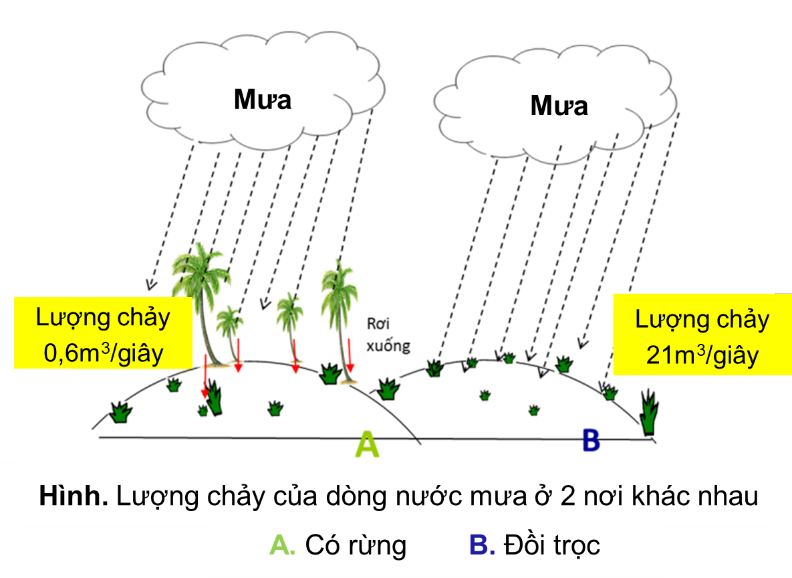 Mưa
Mưa
Lượng chảy
0,6m³/giây
Rơi
xuống
Lượng chảy
21m³/giây
A
B
Hình. Lượng chảy của dòng nước mưa ở 2 nơi khác nhau
A. Có rừng B. Đồi trọc